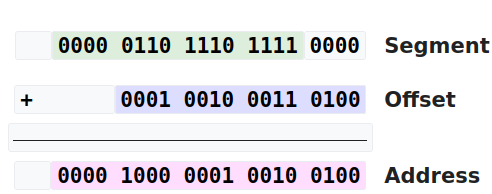 0000 0110 1110 1111 0000 Segment
+ 0001 0010 0011 0100 Offset
0000 1000 0001 0010 0100 Address